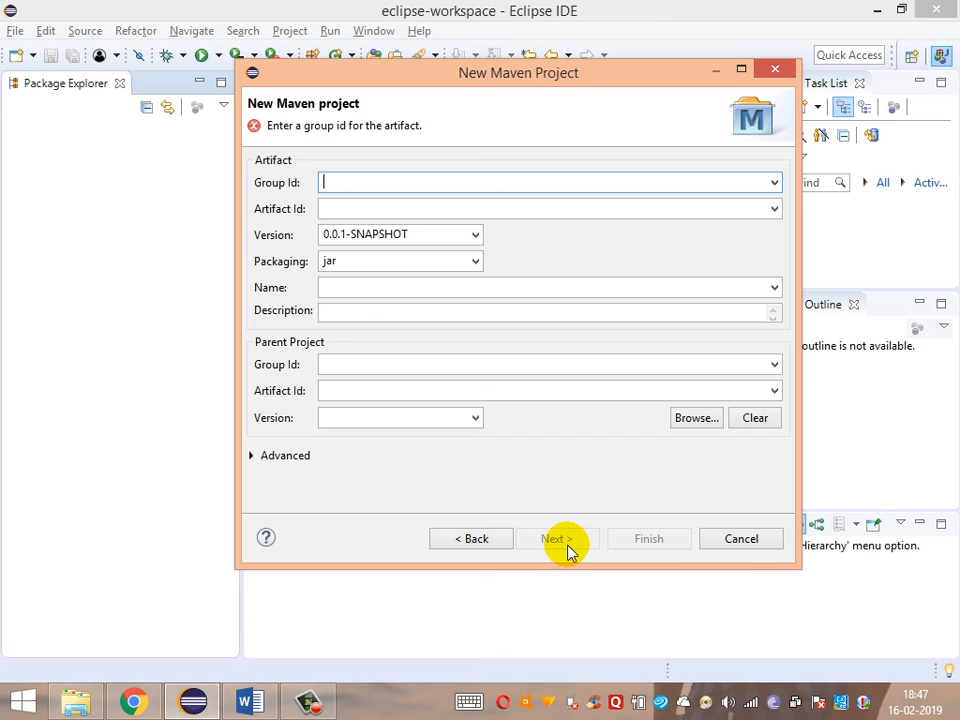 eclipse-workspace - Eclipse IDE
File Edit Source Refactor Navigate Search Project Run Window Help
Quick Access
Package Explorer
New Maven Project
Task List
New Maven project
Enter a group id for the artifact.
M
Artifact
Group Id:
ind All Activ...
Artifact Id:
Version: 0.0.1-SNAPSHOT
Packaging: jar
Name:
Outline
Description:
Parent Project
outline is not available.
Group Id:
Artifact Id:
Version: Browse... Clear
Advanced
< Back Next > Finish Cancel
Hierarchy' menu option.
18:47
16-02-2019